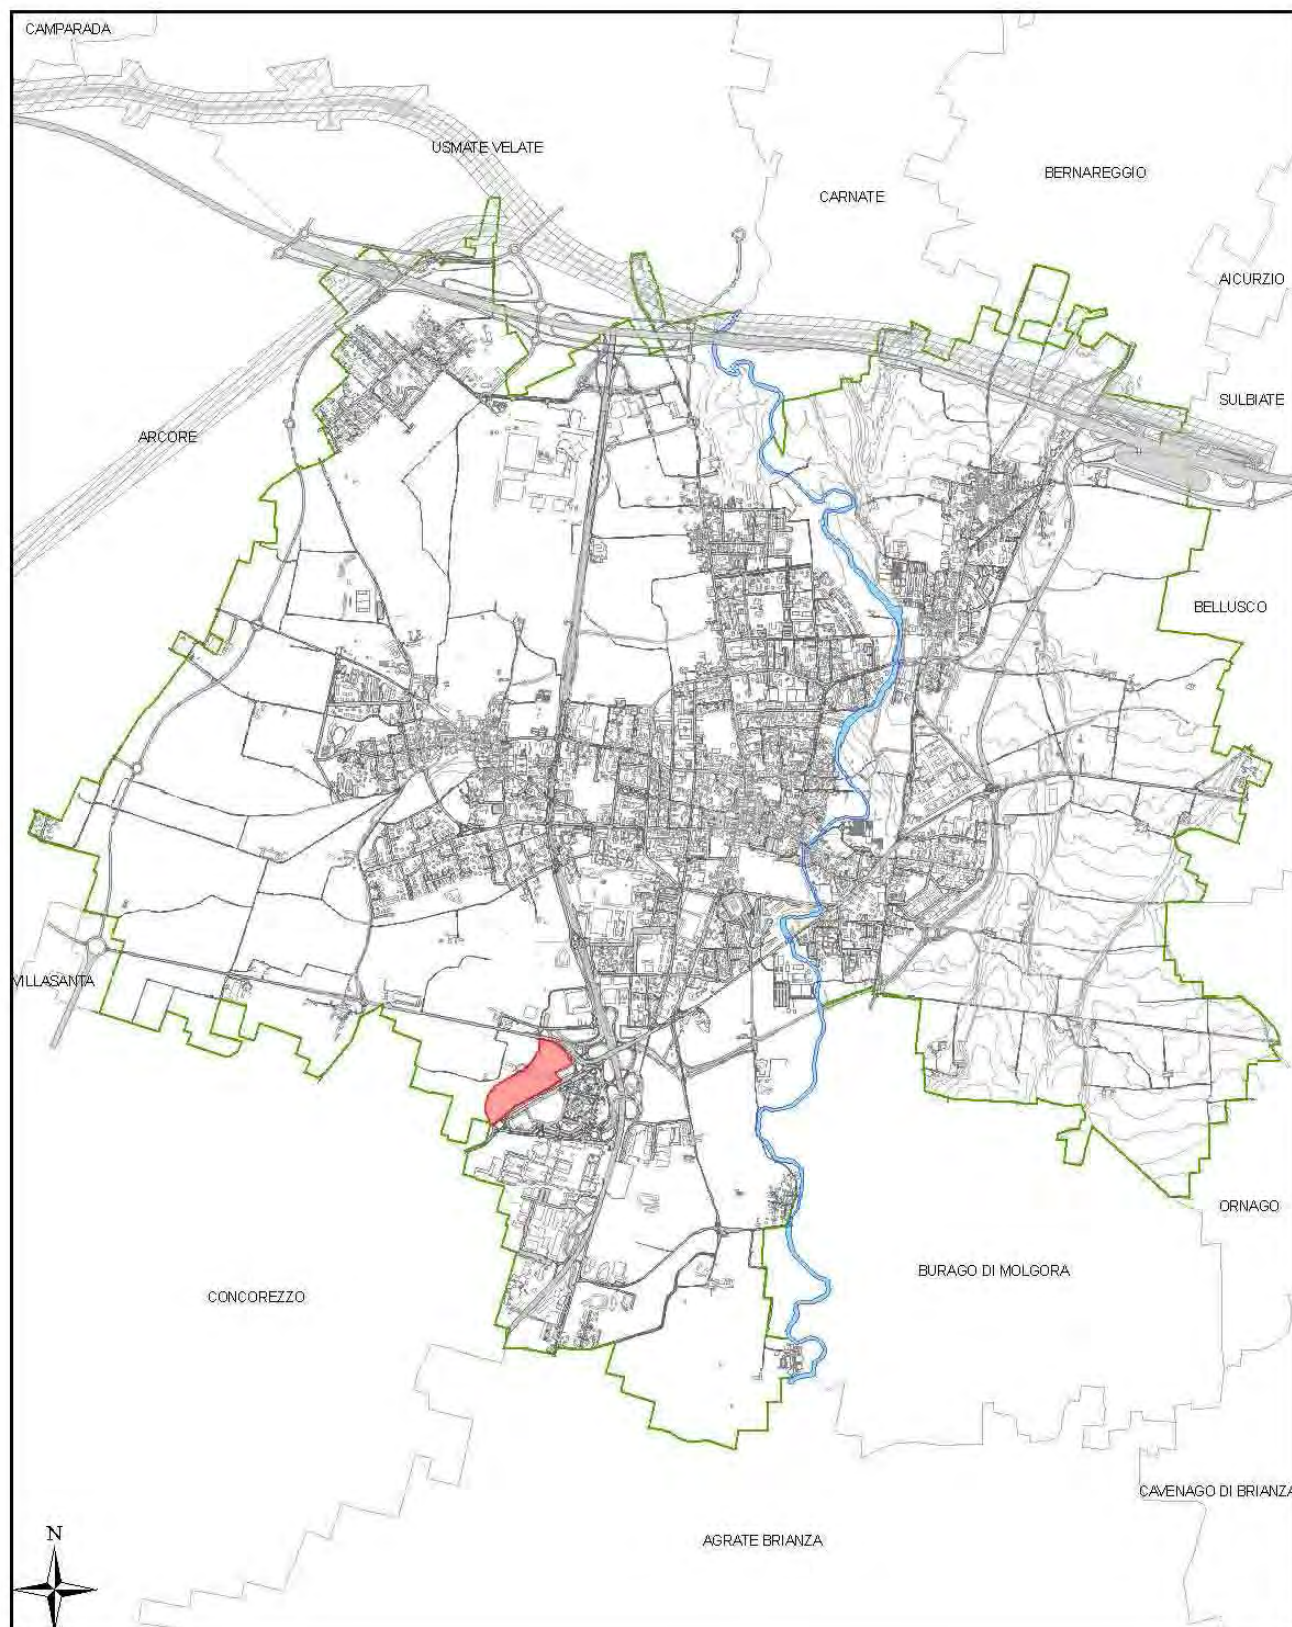 CAMPARADA
USMATE VELATE
CARNATE
BERNAREGGIO
AICURZIO
SULBIATE
ARCORE
BELLUSCO
VILLASANTA
ORNAGO
BURAGO DI MOLGORA
CONCOREZZO
CAVENAGO DI BRIANZA
AGRATE BRIANZA
N